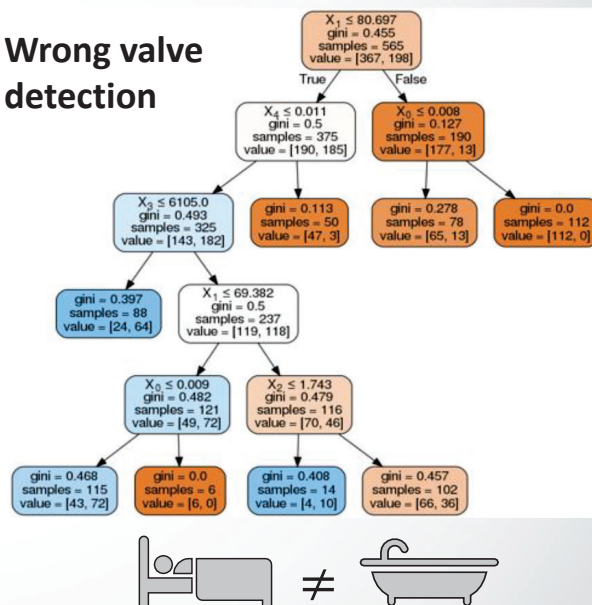 Wrong valve
detection
X₁ ≤ 80.697
gini = 0.455
samples = 565
value = [367, 198]
True
False
X₄ ≤ 0.011
gini = 0.5
samples = 375
value = [190, 185]
X₀ ≤ 0.008
gini = 0.127
samples = 190
value = [177, 13]
X₃ ≤ 6105.0
gini = 0.493
samples = 325
value = [143, 182]
gini = 0.113
samples = 50
value = [47, 3]
gini = 0.278
samples = 78
value = [65, 13]
gini = 0.0
samples = 112
value = [112, 0]
gini = 0.397
samples = 88
value = [24, 64]
X₁ ≤ 69.382
gini = 0.5
samples = 237
value = [119, 118]
X₀ ≤ 0.009
gini = 0.482
samples = 121
value = [49, 72]
X₂ ≤ 1.743
gini = 0.479
samples = 116
value = [70, 46]
gini = 0.468
samples = 115
value = [43, 72]
gini = 0.0
samples = 6
value = [6, 0]
gini = 0.408
samples = 14
value = [4, 10]
gini = 0.457
samples = 102
value = [66, 36]
≠